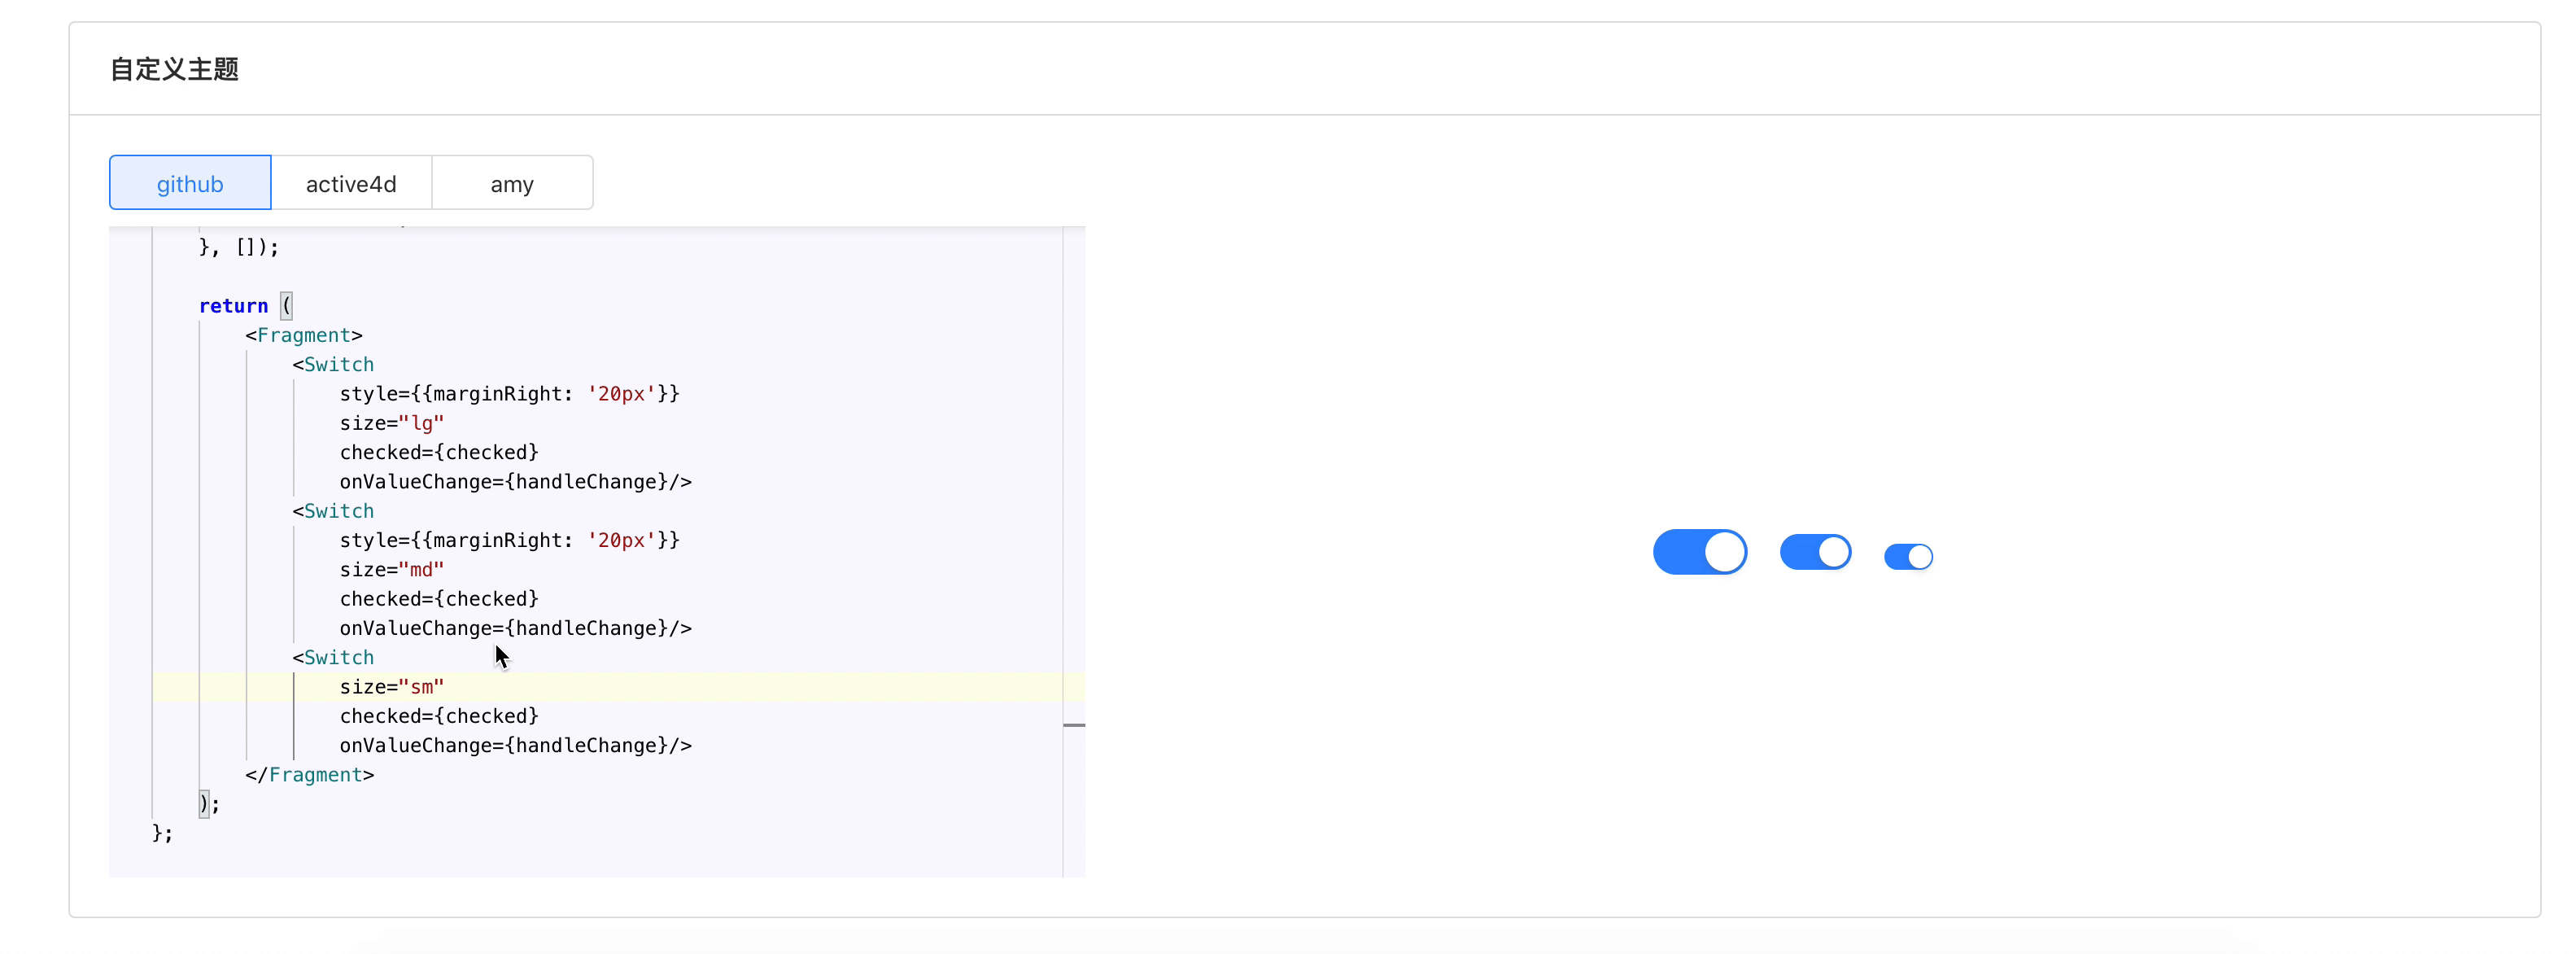 自定义主题
github active4d amy
}, []);
return (
<Fragment>
<Switch
style={{marginRight: '20px'}}
size="lg"
checked={checked}
onValueChange={handleChange}/>
<Switch
style={{marginRight: '20px'}}
size="md"
checked={checked}
onValueChange={handleChange}/>
<Switch
size="sm"
checked={checked}
onValueChange={handleChange}/>
</Fragment>
);
};